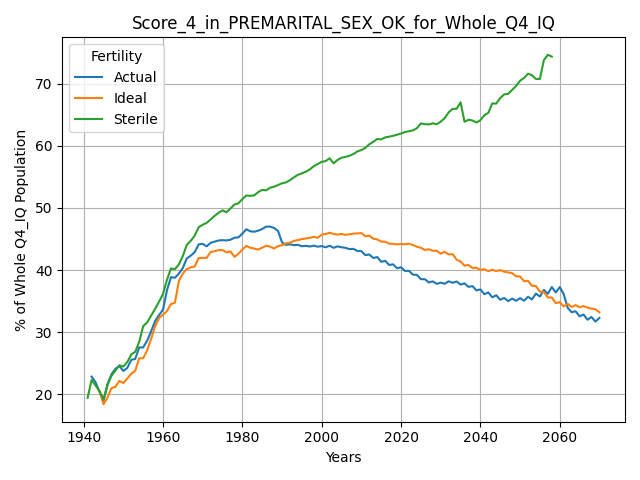 Score_4_in_PREMARITAL_SEX_OK_for_Whole_Q4_IQ
Fertility
Actual
Ideal
Sterile
% of Whole Q4_IQ Population
70
60
50
40
30
20
1940 1960 1980 2000 2020 2040 2060
Years